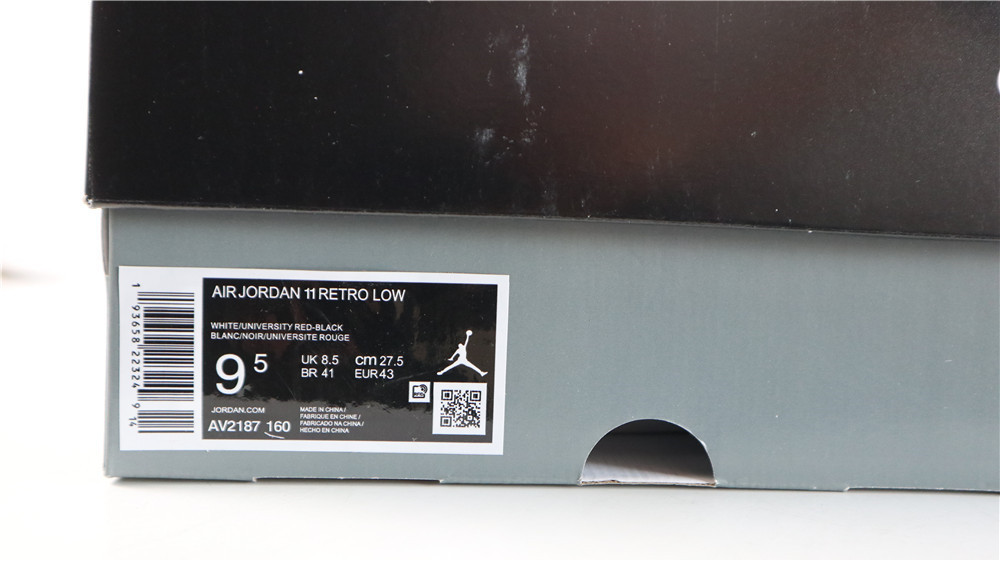 1 93658 22324 9 14
AIR JORDAN 11 RETRO LOW
WHITE/UNIVERSITY RED-BLACK
BLANC/NOIR/UNIVERSITE ROUGE
9 5
UK 8.5 cm 27.5
BR 41 EUR 43
JORDAN.COM
AV2187 160
MADE IN CHINA /
FABRIQUE EN CHINE /
FABRICADO NA CHINA /
HECHO EN CHINA